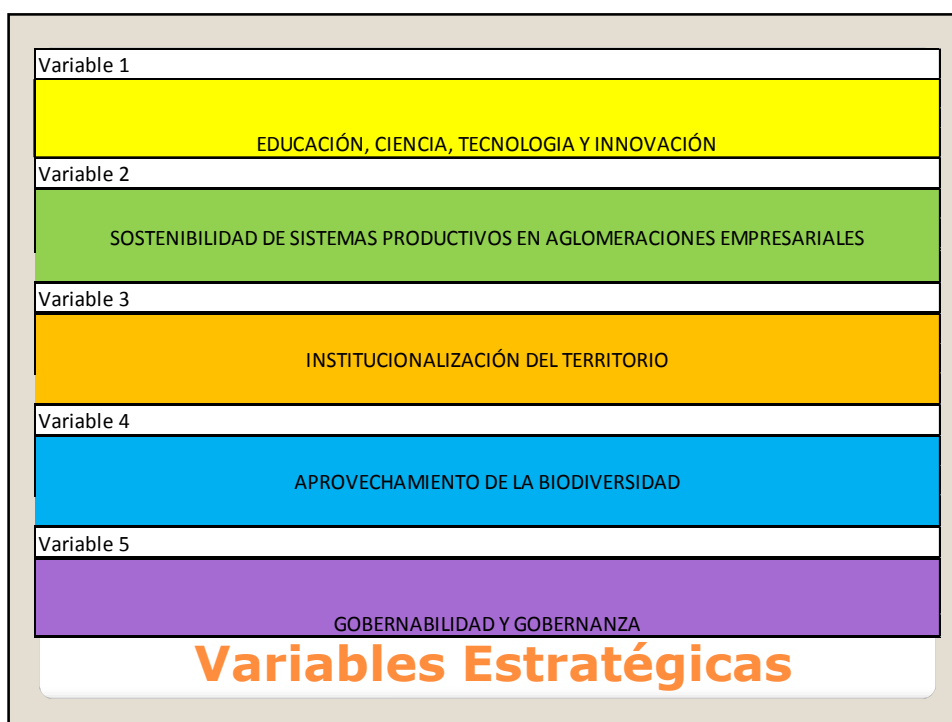 Variable 1
EDUCACIÓN, CIENCIA, TECNOLOGIA Y INNOVACIÓN
Variable 2
SOSTENIBILIDAD DE SISTEMAS PRODUCTIVOS EN AGLOMERACIONES EMPRESARIALES
Variable 3
INSTITUCIONALIZACIÓN DEL TERRITORIO
Variable 4
APROVECHAMIENTO DE LA BIODIVERSIDAD
Variable 5
GOBERNABILIDAD Y GOBERNANZA
Variables Estratégicas